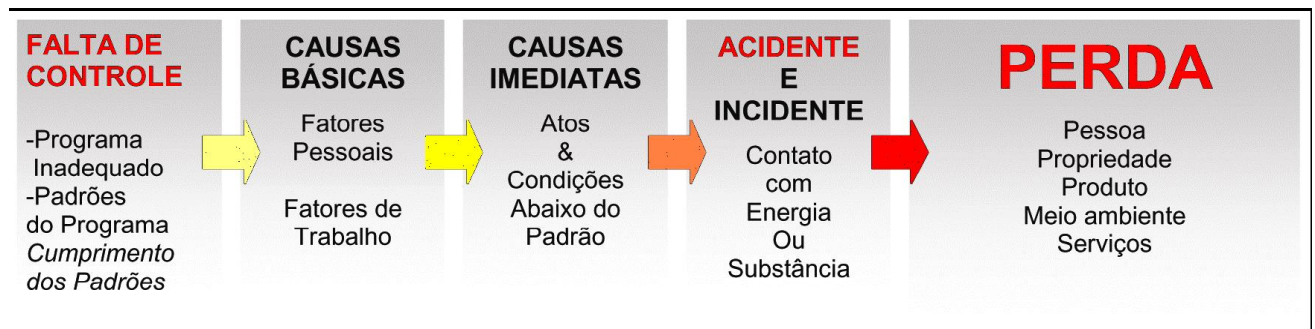 FALTA DE
CONTROLE
-Programa
Inadequado
-Padrões
do Programa
Cumprimento
dos Padrões
CAUSAS
BÁSICAS
Fatores
Pessoais
Fatores de
Trabalho
CAUSAS
IMEDIATAS
Atos
&
Condições
Abaixo do
Padrão
ACIDENTE
E
INCIDENTE
Contato
com
Energia
Ou
Substância
PERDA
Pessoa
Propriedade
Produto
Meio ambiente
Serviços